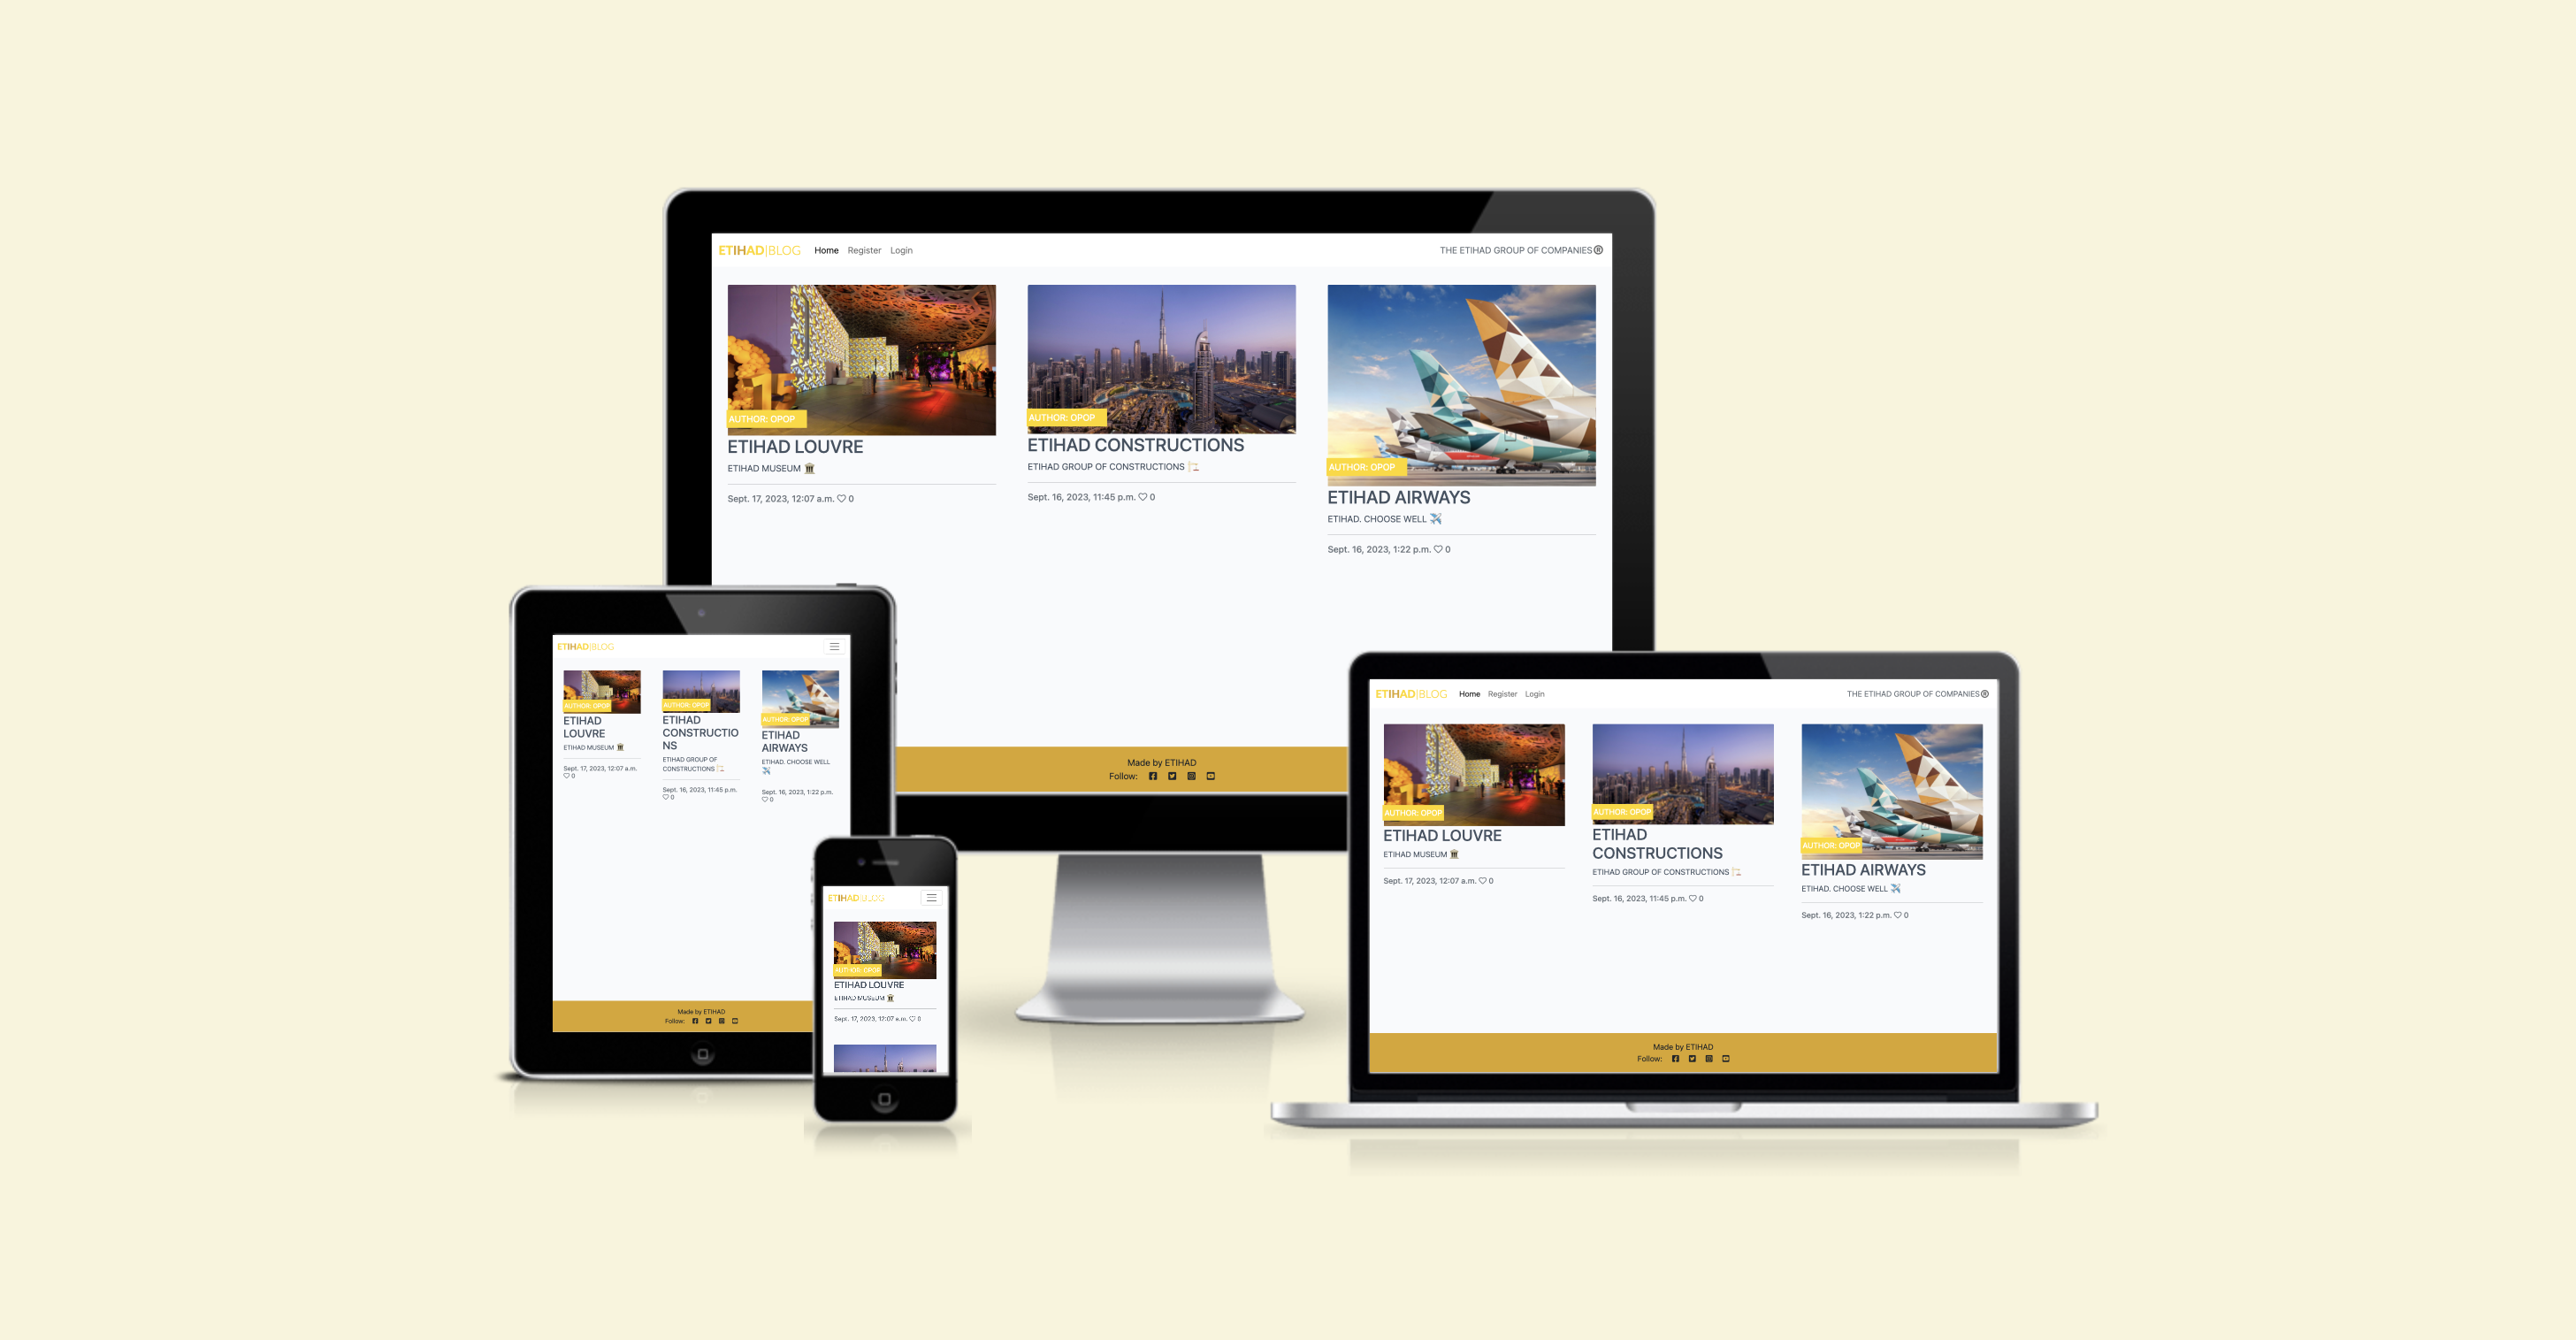 ETIHAD|BLOG Home Register Login THE ETIHAD GROUP OF COMPANIES®
AUTHOR: OPOP
ETIHAD LOUVRE
ETIHAD MUSEUM 🏛️
Sept. 17, 2023, 12:07 a.m. ♡ 0
AUTHOR: OPOP
ETIHAD CONSTRUCTIONS
ETIHAD GROUP OF CONSTRUCTIONS 🏗️
Sept. 16, 2023, 11:45 p.m. ♡ 0
AUTHOR: OPOP
ETIHAD AIRWAYS
ETIHAD. CHOOSE WELL ✈️
Sept. 16, 2023, 1:22 p.m. ♡ 0
Made by ETIHAD
Follow:
ETIHAD|BLOG
AUTHOR: OPOP
ETIHAD
LOUVRE
ETIHAD MUSEUM 🏛️
Sept. 17, 2023, 12:07 a.m.
♡ 0
AUTHOR: OPOP
ETIHAD
CONSTRUCTIO
NS
ETIHAD GROUP OF
CONSTRUCTIONS 🏗️
Sept. 16, 2023, 11:45 p.m.
♡ 0
AUTHOR: OPOP
ETIHAD
AIRWAYS
ETIHAD. CHOOSE WELL
✈️
Sept. 16, 2023, 1:22 p.m.
♡ 0
Made by ETIHAD
Follow:
ETIHAD|BLOG
AUTHOR: OPOP
ETIHAD LOUVRE
ETIHAD MUSEUM 🏛️
Sept. 17, 2023, 12:07 a.m. ♡ 0
ETIHAD|BLOG Home Register Login THE ETIHAD GROUP OF COMPANIES®
AUTHOR: OPOP
ETIHAD LOUVRE
ETIHAD MUSEUM 🏛️
Sept. 17, 2023, 12:07 a.m. ♡ 0
AUTHOR: OPOP
ETIHAD
CONSTRUCTIONS
ETIHAD GROUP OF CONSTRUCTIONS 🏗️
Sept. 16, 2023, 11:45 p.m. ♡ 0
AUTHOR: OPOP
ETIHAD AIRWAYS
ETIHAD. CHOOSE WELL ✈️
Sept. 16, 2023, 1:22 p.m. ♡ 0
Made by ETIHAD
Follow: